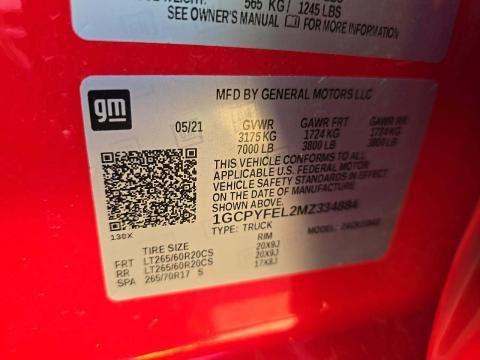 565 KG / 1245 LBS
SEE OWNER'S MANUAL FOR MORE INFORMATION
gm
MFD BY GENERAL MOTORS LLC
05/21 GVWR GAWR FRT GAWR RR
3175 KG 1724 KG 1724 KG
7000 LB 3800 LB 3800 LB
THIS VEHICLE CONFORMS TO ALL
APPLICABLE U.S. FEDERAL MOTOR
VEHICLE SAFETY STANDARDS IN EFFECT
ON THE DATE OF MANUFACTURE
SHOWN ABOVE.
1GCPYFEL2MZ334884
TYPE: TRUCK MODEL:
130X
TIRE SIZE RIM
FRT LT265/60R20CS 20X9J
RR LT265/60R20CS 20X9J
SPA 265/70R17 S 17X8J